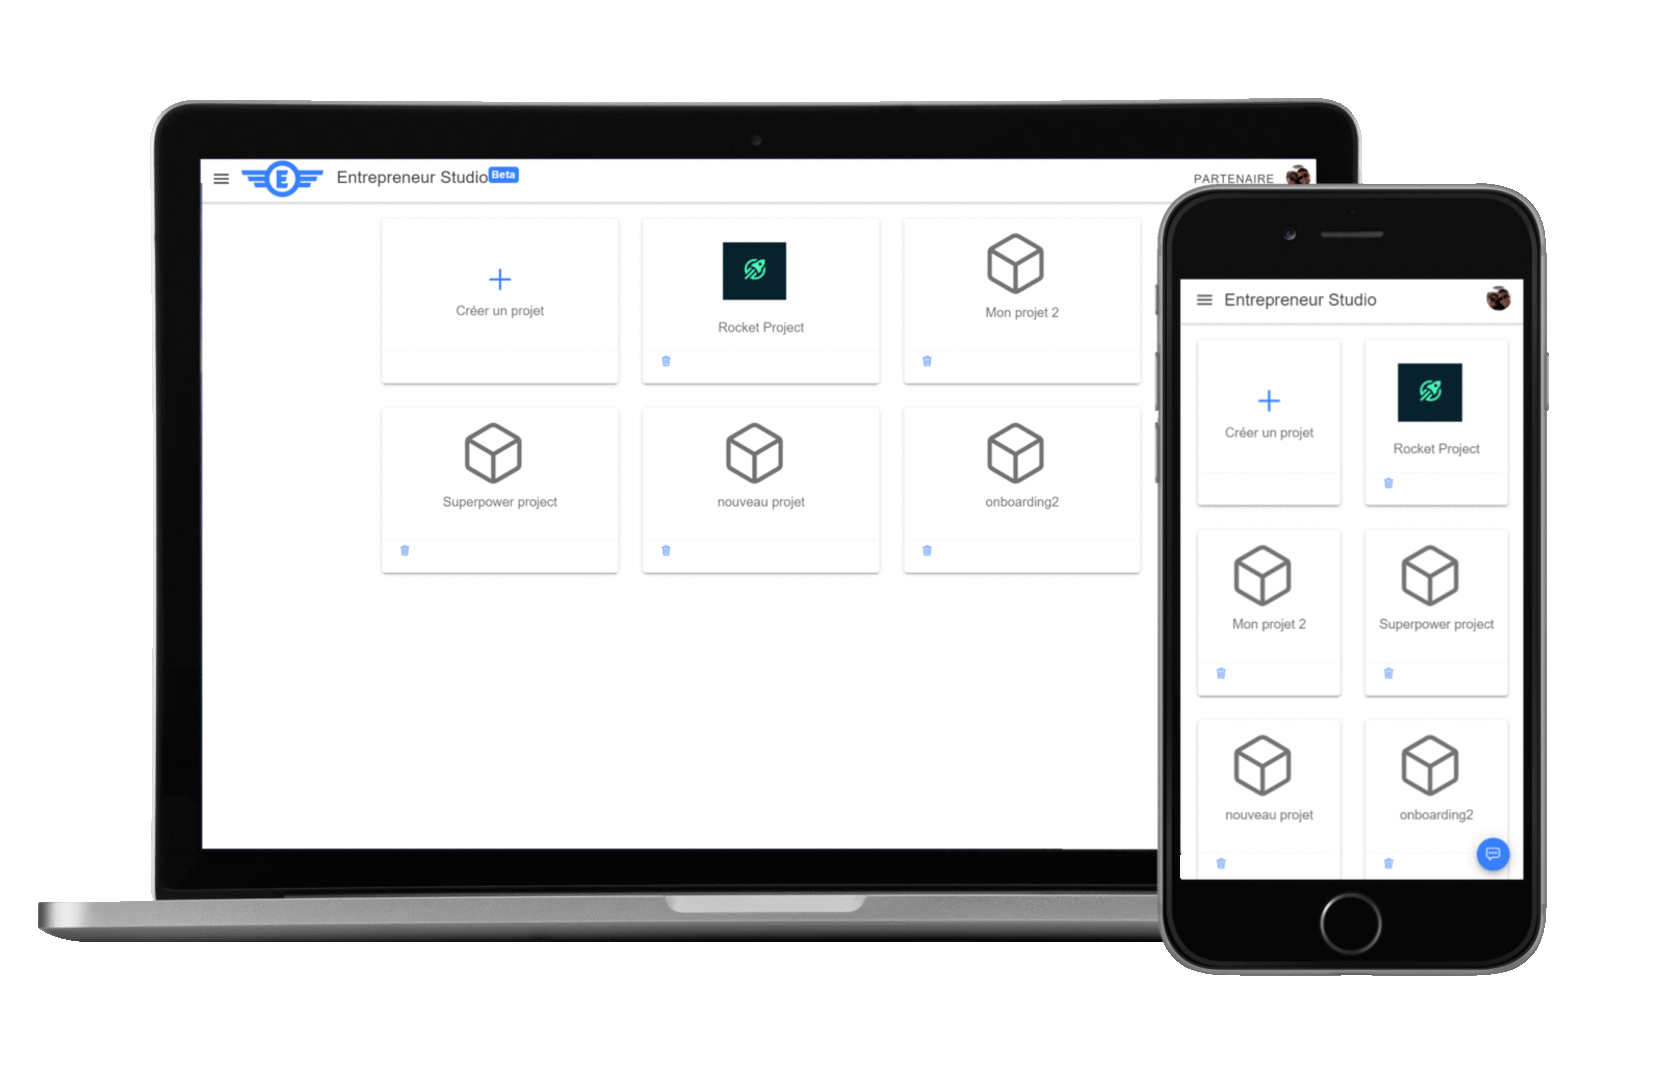 E
Entrepreneur Studio Beta
PARTENAIRE
Créer un projet
Rocket Project
Mon projet 2
Superpower project
nouveau projet
onboarding2
Entrepreneur Studio
Créer un projet
Rocket Project
Mon projet 2
Superpower project
nouveau projet
onboarding2